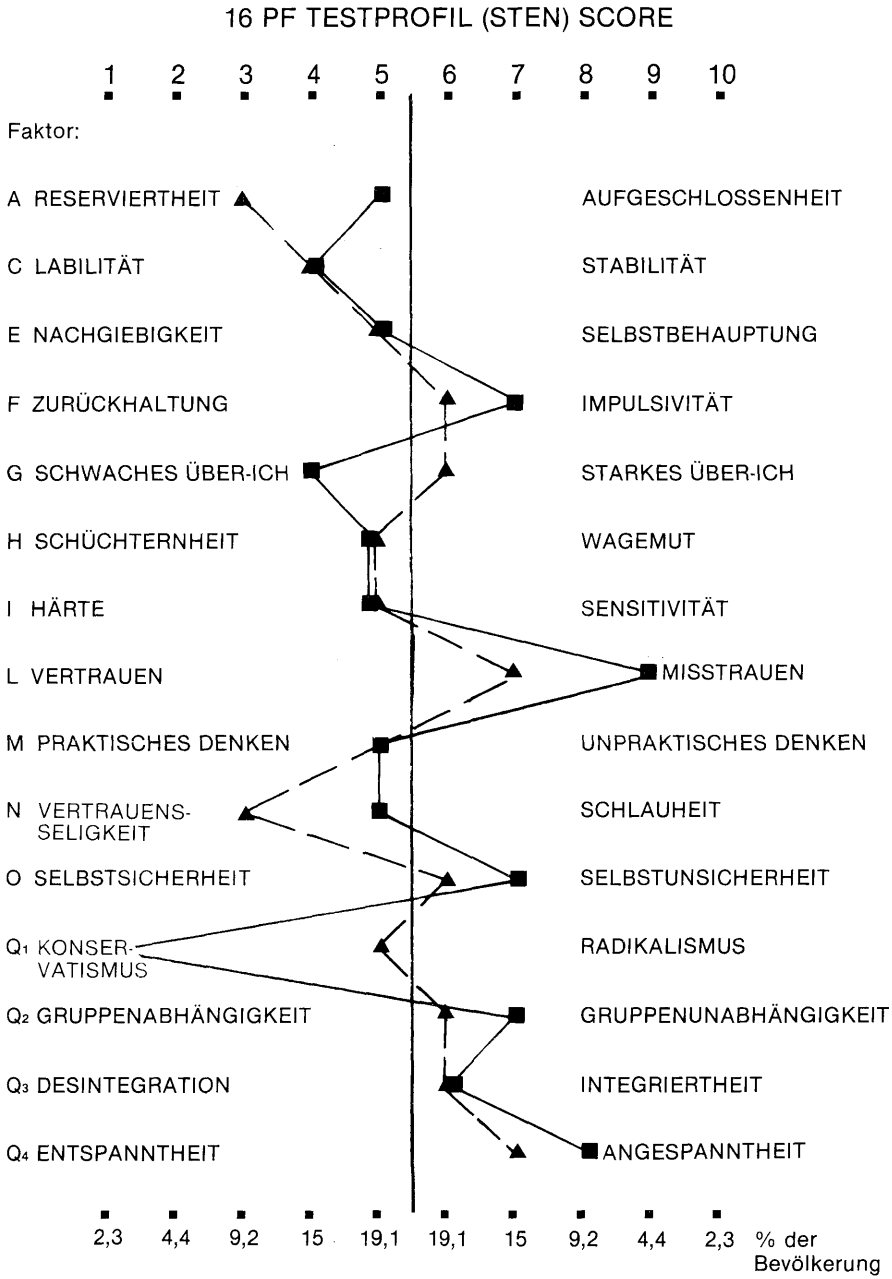 16 PF TESTPROFIL (STEN) SCORE
1 2 3 4 5 6 7 8 9 10
Faktor:
A RESERVIERTHEIT AUFGESCHLOSSENHEIT
C LABILITÄT STABILITÄT
E NACHGIEBIGKEIT SELBSTBEHAUPTUNG
F ZURÜCKHALTUNG IMPULSIVITÄT
G SCHWACHES ÜBER-ICH STARKES ÜBER-ICH
H SCHÜCHTERNHEIT WAGEMUT
I HÄRTE SENSITIVITÄT
L VERTRAUEN MISSTRAUEN
M PRAKTISCHES DENKEN UNPRAKTISCHES DENKEN
N VERTRAUENS- SCHLAUHEIT
SELIGKEIT
O SELBSTSICHERHEIT SELBSTUNSICHERHEIT
Q1 KONSER- RADIKALISMUS
VATISMUS
Q2 GRUPPENABHÄNGIGKEIT GRUPPENUNABHÄNGIGKEIT
Q3 DESINTEGRATION INTEGRIERTHEIT
Q4 ENTSPANNTHEIT ANGESPANNTHEIT
2,3 4,4 9,2 15 19,1 19,1 15 9,2 4,4 2,3 % der
Bevölkerung